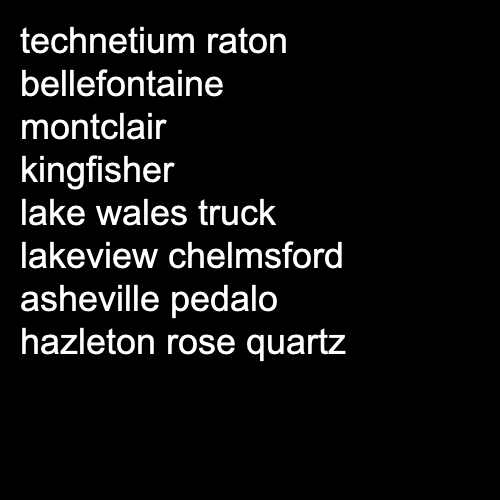 technetium raton
bellefontaine
montclair
kingfisher
lake wales truck
lakeview chelmsford
asheville pedalo
hazleton rose quartz